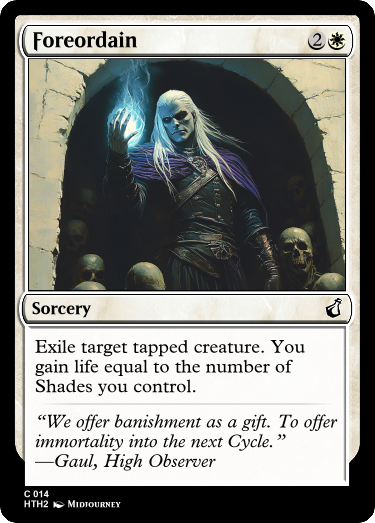 Foreordain 2
Sorcery
Exile target tapped creature. You
gain life equal to the number of
Shades you control.
“We offer banishment as a gift. To offer
immortality into the next Cycle.”
—Gaul, High Observer
C 014
HTH2 Midjourney